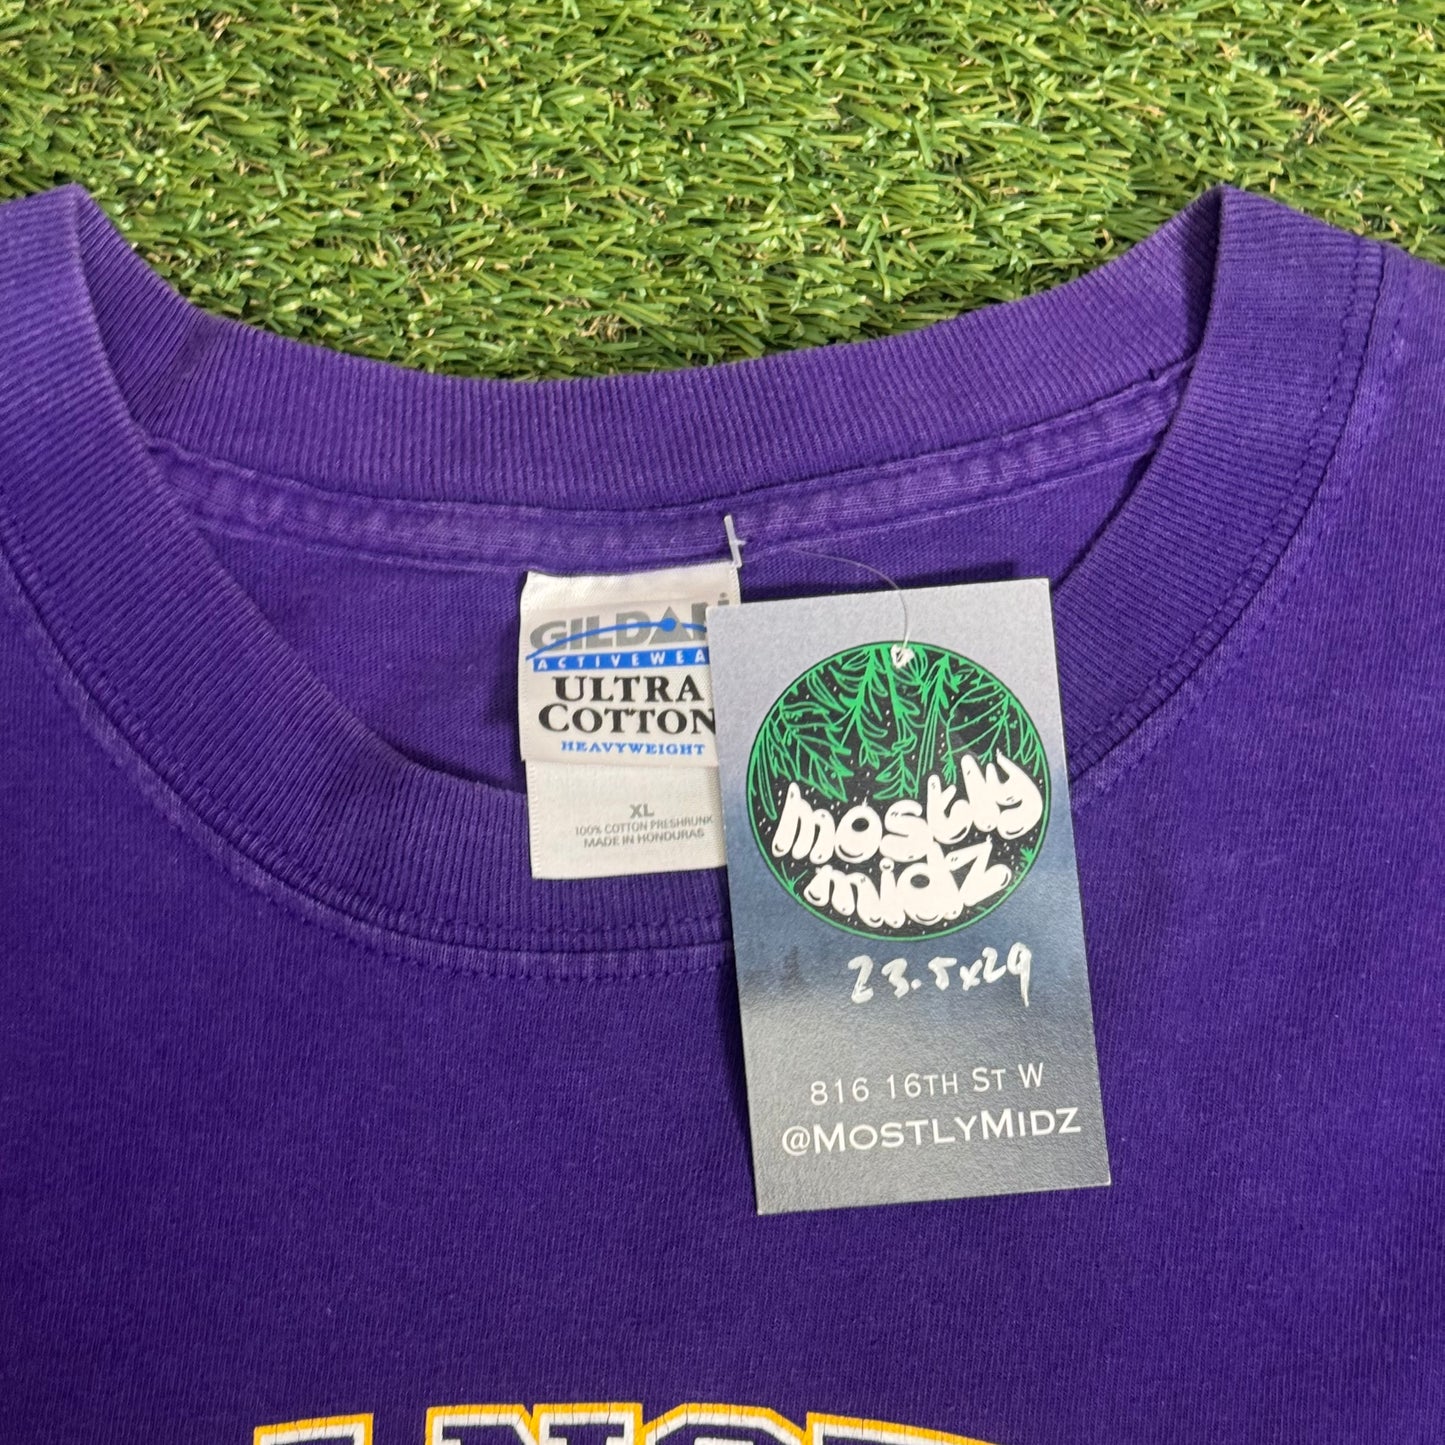 GILDAN
ACTIVEWEA
ULTRA
COTTON
HEAVYWEIGHT
XL
100% COTTON PRESHRUNK
MADE IN HONDURAS
mostly
midz
23.5x29
816 16TH ST W
@MOSTLYMIDZ